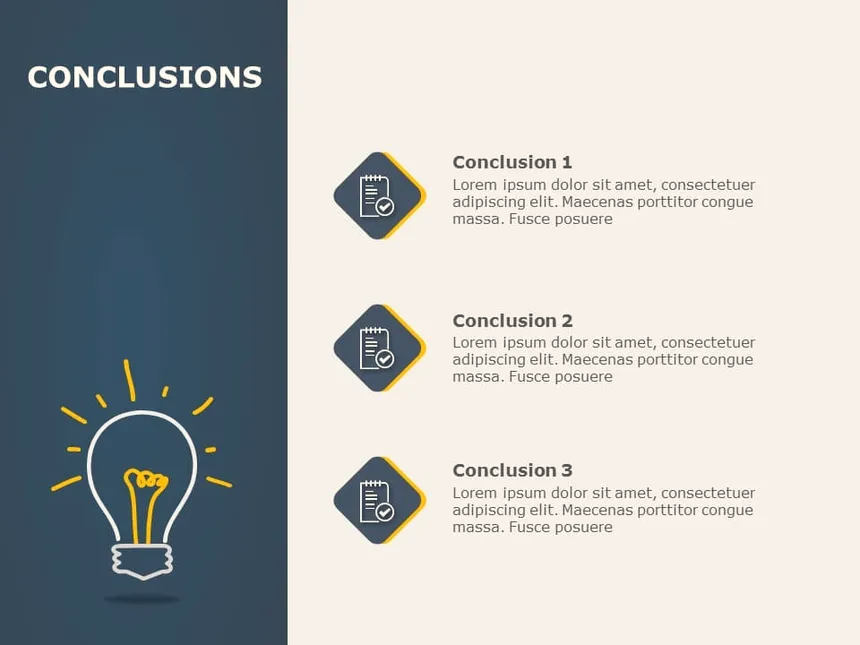 CONCLUSIONS
Conclusion 1
Lorem ipsum dolor sit amet, consectetuer
adipiscing elit. Maecenas porttitor congue
massa. Fusce posuere
Conclusion 2
Lorem ipsum dolor sit amet, consectetuer
adipiscing elit. Maecenas porttitor congue
massa. Fusce posuere
Conclusion 3
Lorem ipsum dolor sit amet, consectetuer
adipiscing elit. Maecenas porttitor congue
massa. Fusce posuere